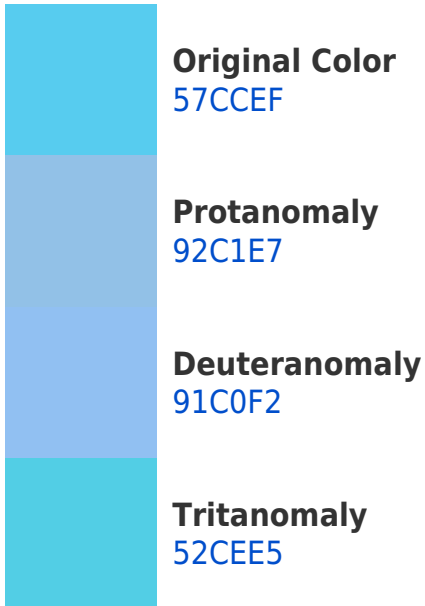 Original Color
57CCEF
Protanomaly
92C1E7
Deuteranomaly
91C0F2
Tritanomaly
52CEE5